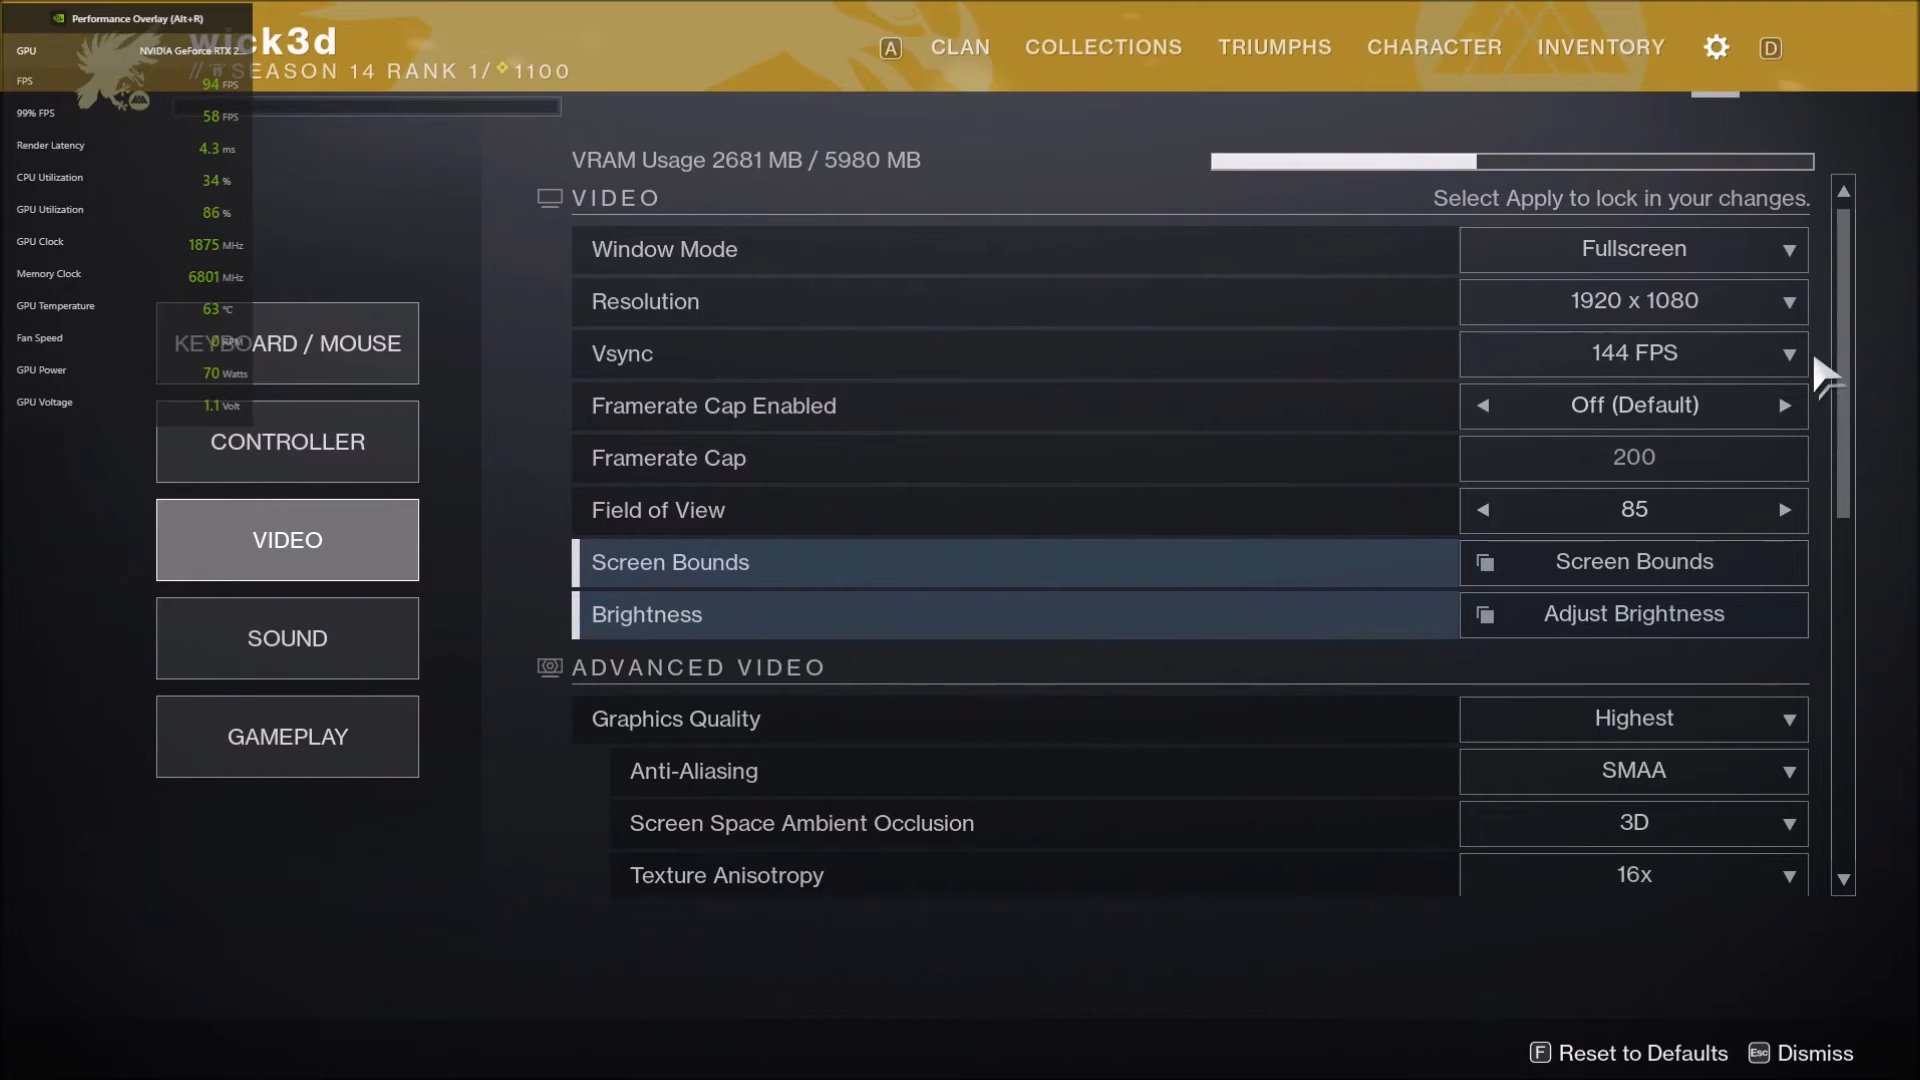 Performance Overlay (Alt+R)
GPU NVIDIA GeForce RTX 2...
FPS 94 FPS
99% FPS 58 FPS
Render Latency 4.3 ms
CPU Utilization 34 %
GPU Utilization 86 %
GPU Clock 1875 MHz
Memory Clock 6801 MHz
GPU Temperature 63 °C
Fan Speed 0 RPM
GPU Power 70 Watts
GPU Voltage 1.1 Volt
wick3d
// SEASON 14 RANK 1/ 1100
A CLAN COLLECTIONS TRIUMPHS CHARACTER INVENTORY D
KEYBOARD / MOUSE
CONTROLLER
VIDEO
SOUND
GAMEPLAY
VRAM Usage 2681 MB / 5980 MB
VIDEO Select Apply to lock in your changes.
Window Mode Fullscreen
Resolution 1920 x 1080
Vsync 144 FPS
Framerate Cap Enabled Off (Default)
Framerate Cap 200
Field of View 85
Screen Bounds Screen Bounds
Brightness Adjust Brightness
ADVANCED VIDEO
Graphics Quality Highest
Anti-Aliasing SMAA
Screen Space Ambient Occlusion 3D
Texture Anisotropy 16x
F Reset to Defaults Esc Dismiss